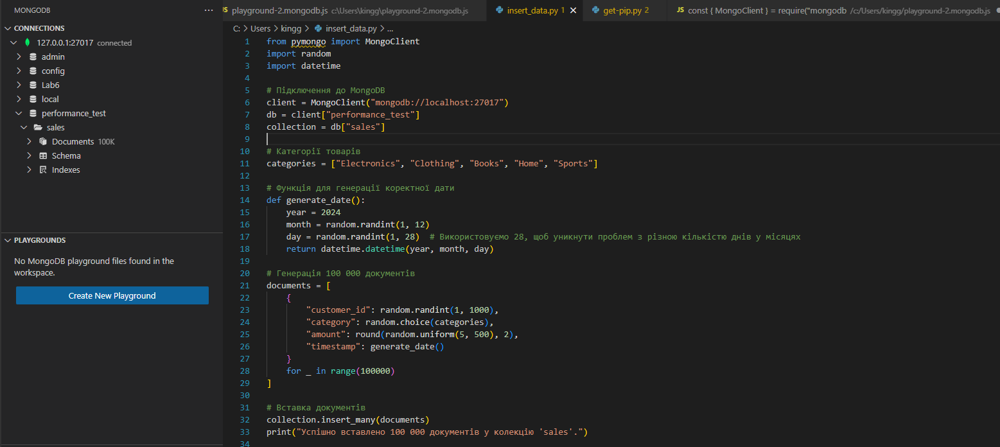 MONGODB
CONNECTIONS
127.0.0.1:27017 connected
admin
config
Lab6
local
performance_test
sales
Documents 100K
Schema
Indexes
PLAYGROUNDS
No MongoDB playground files found in the
workspace.
Create New Playground
JS playground-2.mongodb.js c:\Users\kingg\playground-2.mongodb.js
insert_data.py 1
get-pip.py 2
JS const { MongoClient } = require("mongodb /c:/Users/kingg/playground-2.mongodb.js
C: > Users > kingg > insert_data.py > ...
1 from pymongo import MongoClient
2 import random
3 import datetime
4
5 # Підключення до MongoDB
6 client = MongoClient("mongodb://localhost:27017")
7 db = client["performance_test"]
8 collection = db["sales"]
9
10 # Категорії товарів
11 categories = ["Electronics", "Clothing", "Books", "Home", "Sports"]
12
13 # Функція для генерації коректної дати
14 def generate_date():
15 year = 2024
16 month = random.randint(1, 12)
17 day = random.randint(1, 28) # Використовуємо 28, щоб уникнути проблем з різною кількістю днів у місяцях
18 return datetime.datetime(year, month, day)
19
20 # Генерація 100 000 документів
21 documents = [
22 {
23 "customer_id": random.randint(1, 1000),
24 "category": random.choice(categories),
25 "amount": round(random.uniform(5, 500), 2),
26 "timestamp": generate_date()
27 }
28 for _ in range(100000)
29 ]
30
31 # Вставка документів
32 collection.insert_many(documents)
33 print("Успішно вставлено 100 000 документів у колекцію 'sales'.")
34